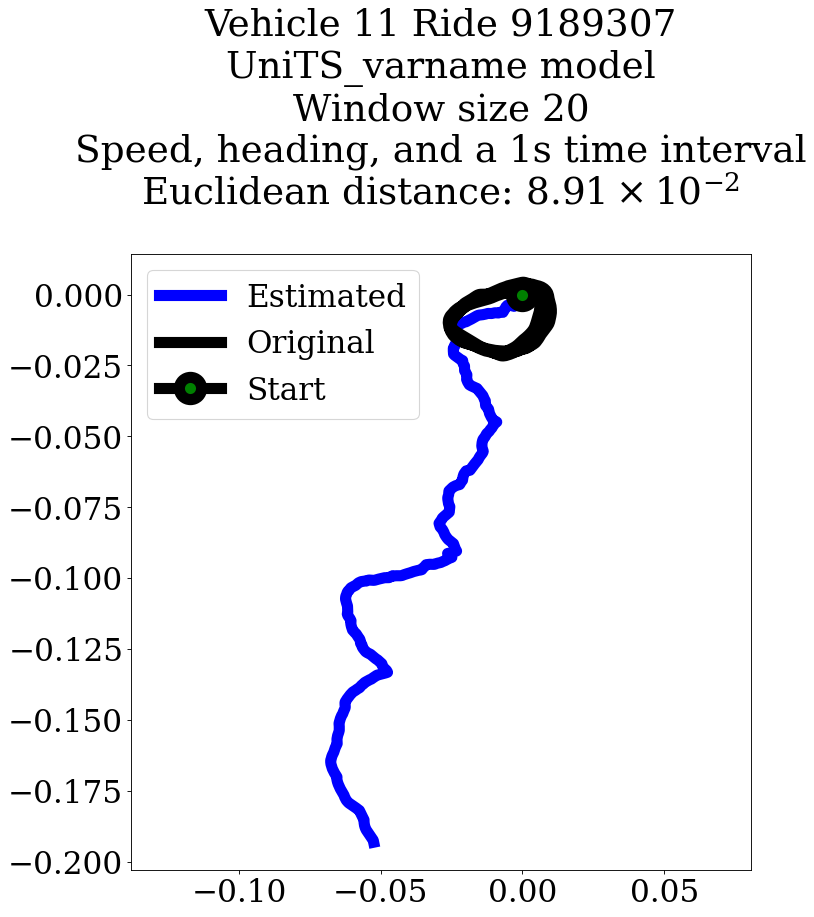 Vehicle 11 Ride 9189307
UniTS_varname model
Window size 20
Speed, heading, and a 1s time interval
Euclidean distance: 8.91 × 10⁻²
Estimated
Original
Start
0.000
−0.025
−0.050
−0.075
−0.100
−0.125
−0.150
−0.175
−0.200
−0.10 −0.05 0.00 0.05